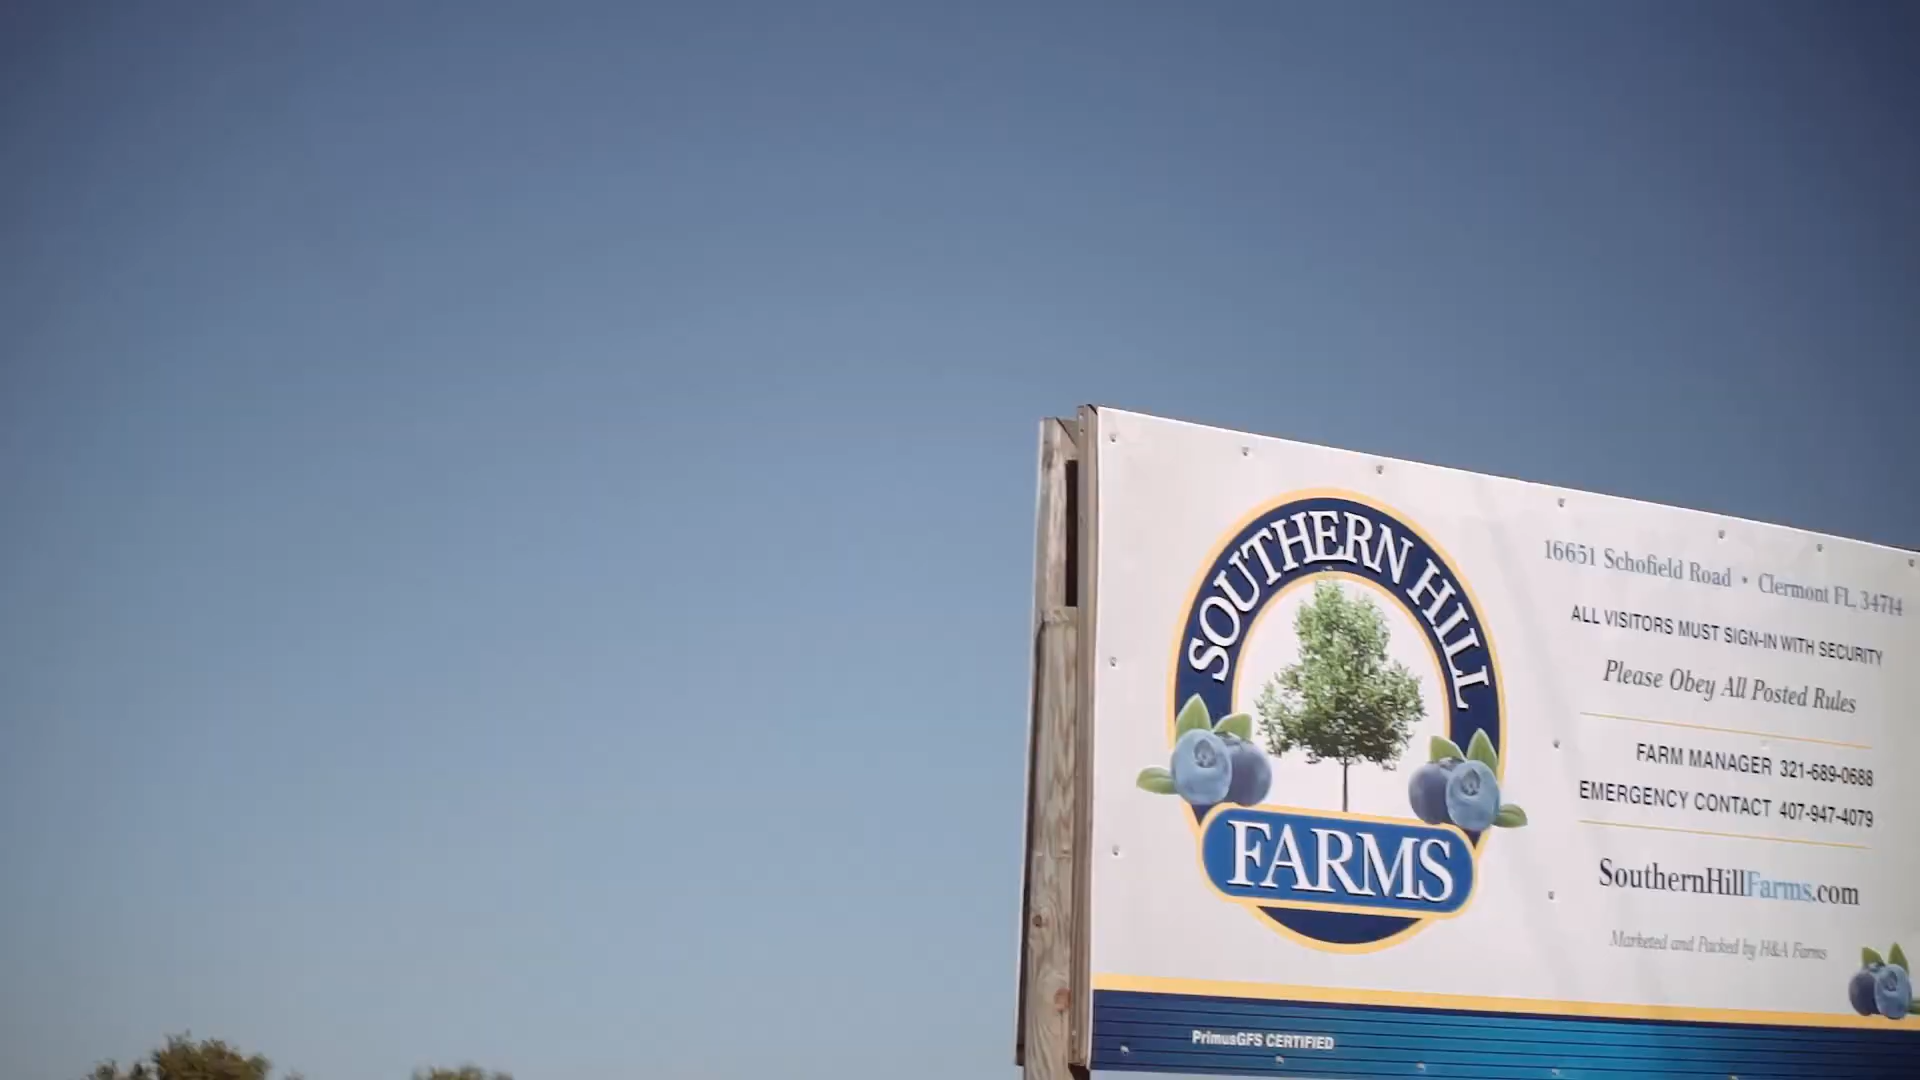 SOUTHERN HILL
FARMS
16651 Schofield Road • Clermont FL, 34714
ALL VISITORS MUST SIGN-IN WITH SECURITY
Please Obey All Posted Rules
FARM MANAGER 321-689-0688
EMERGENCY CONTACT 407-947-4079
SouthernHillFarms.com
Marketed and Packed by H&A Farms
PrimusGFS CERTIFIED